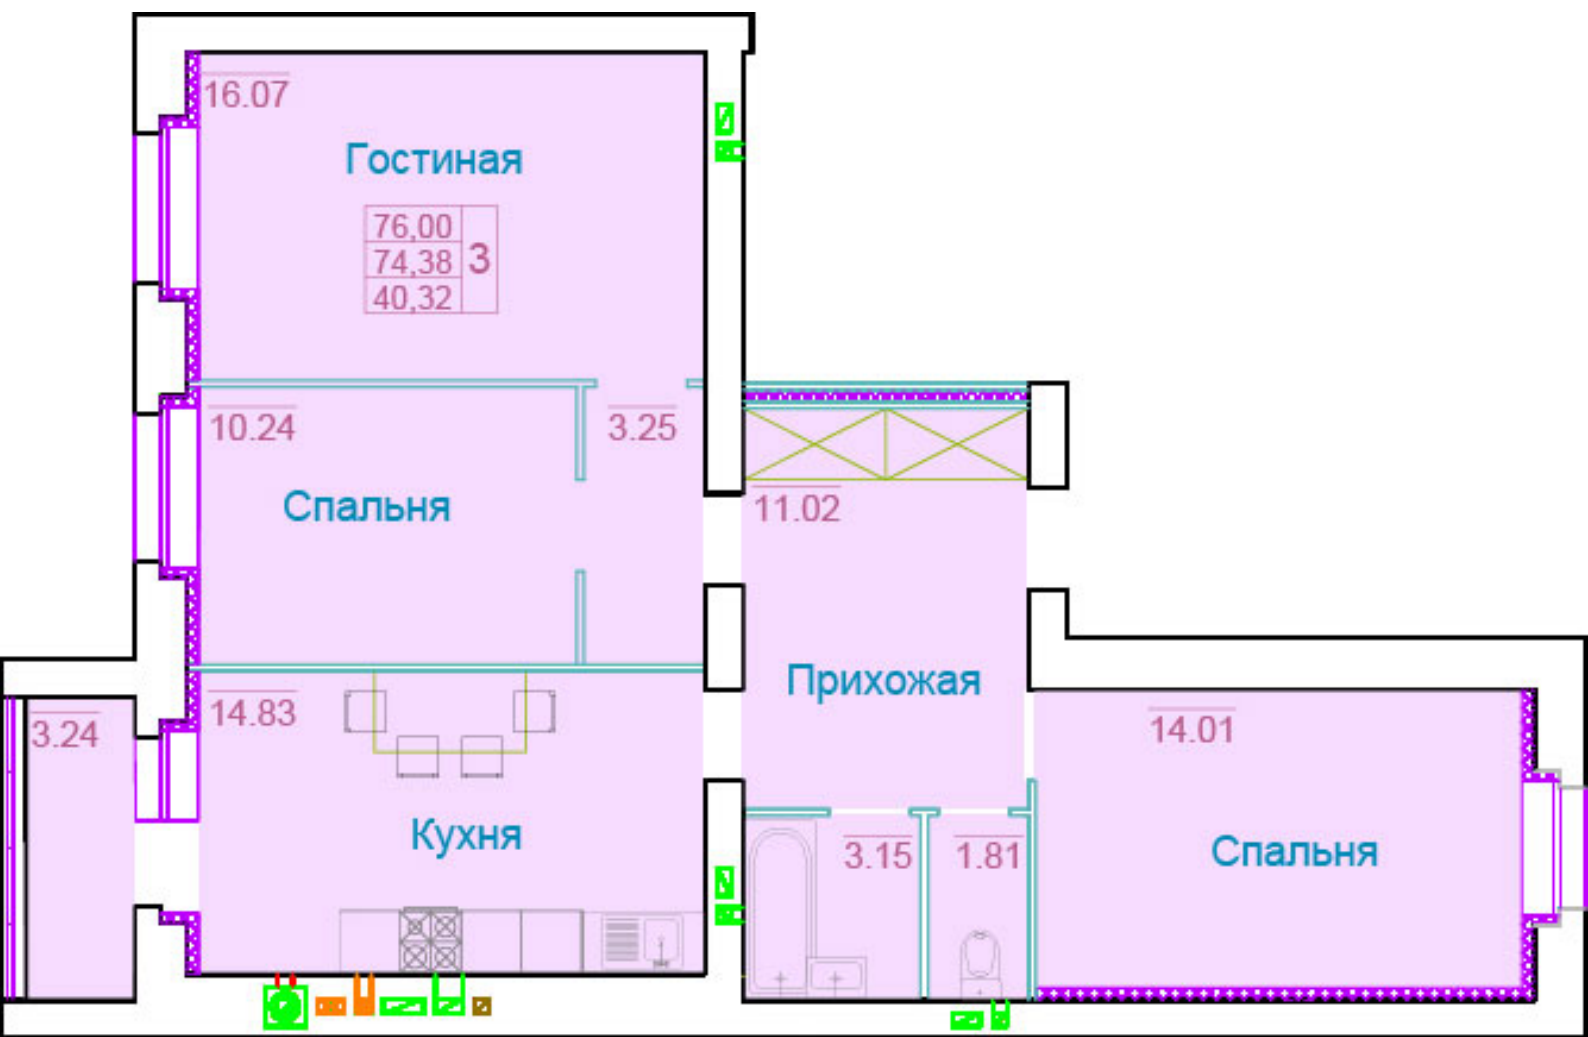 16.07
Гостиная
76,00
74,38
40,32
3
10.24
3.25
Спальня
11.02
Прихожая
14.83
3.24
14.01
Кухня
3.15
1.81
Спальня